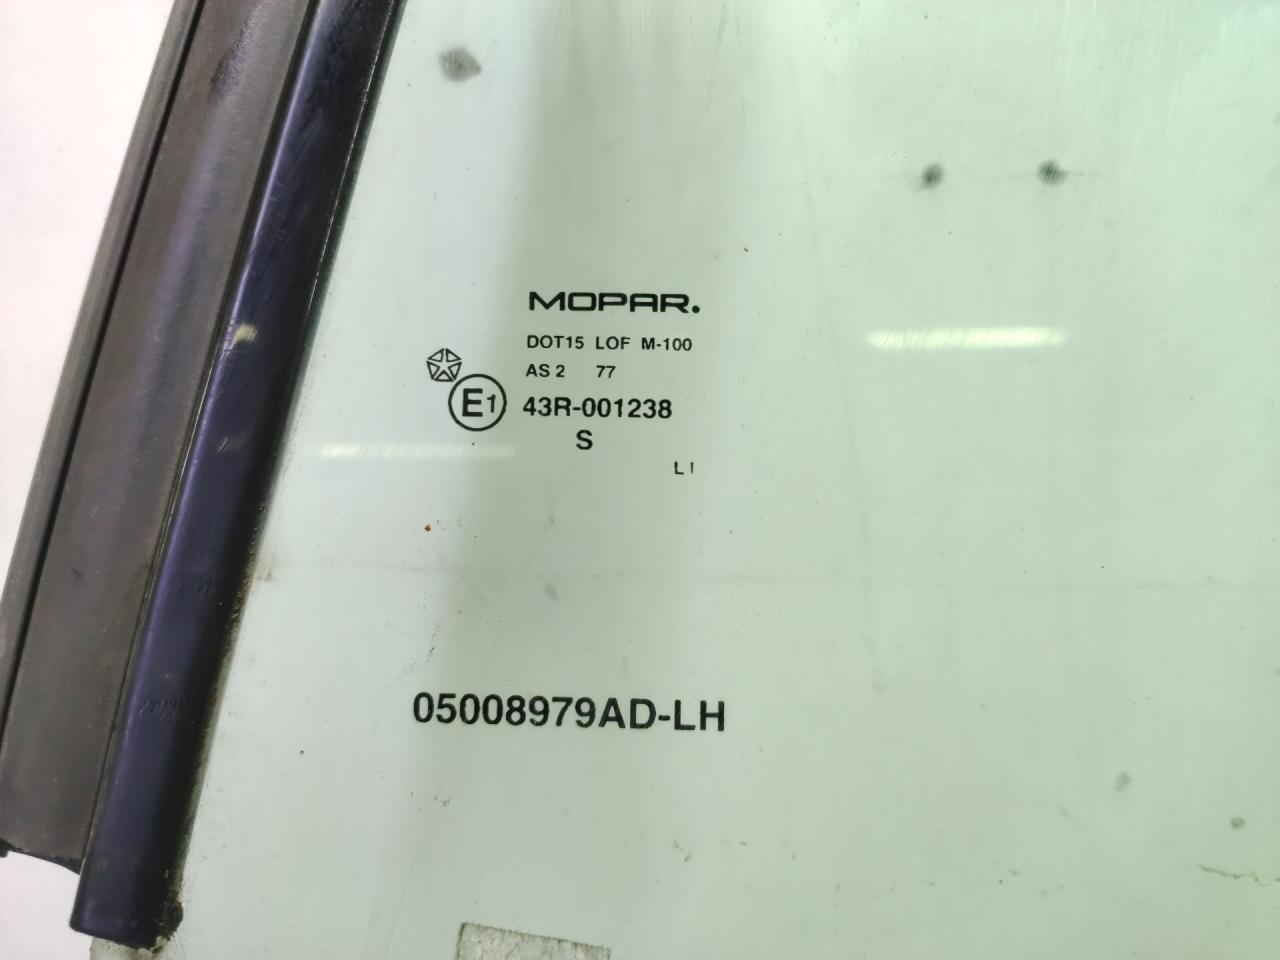 MOPAR.
DOT15 LOF M-100
AS 2 77
E1 43R-001238
S
L I
05008979AD-LH